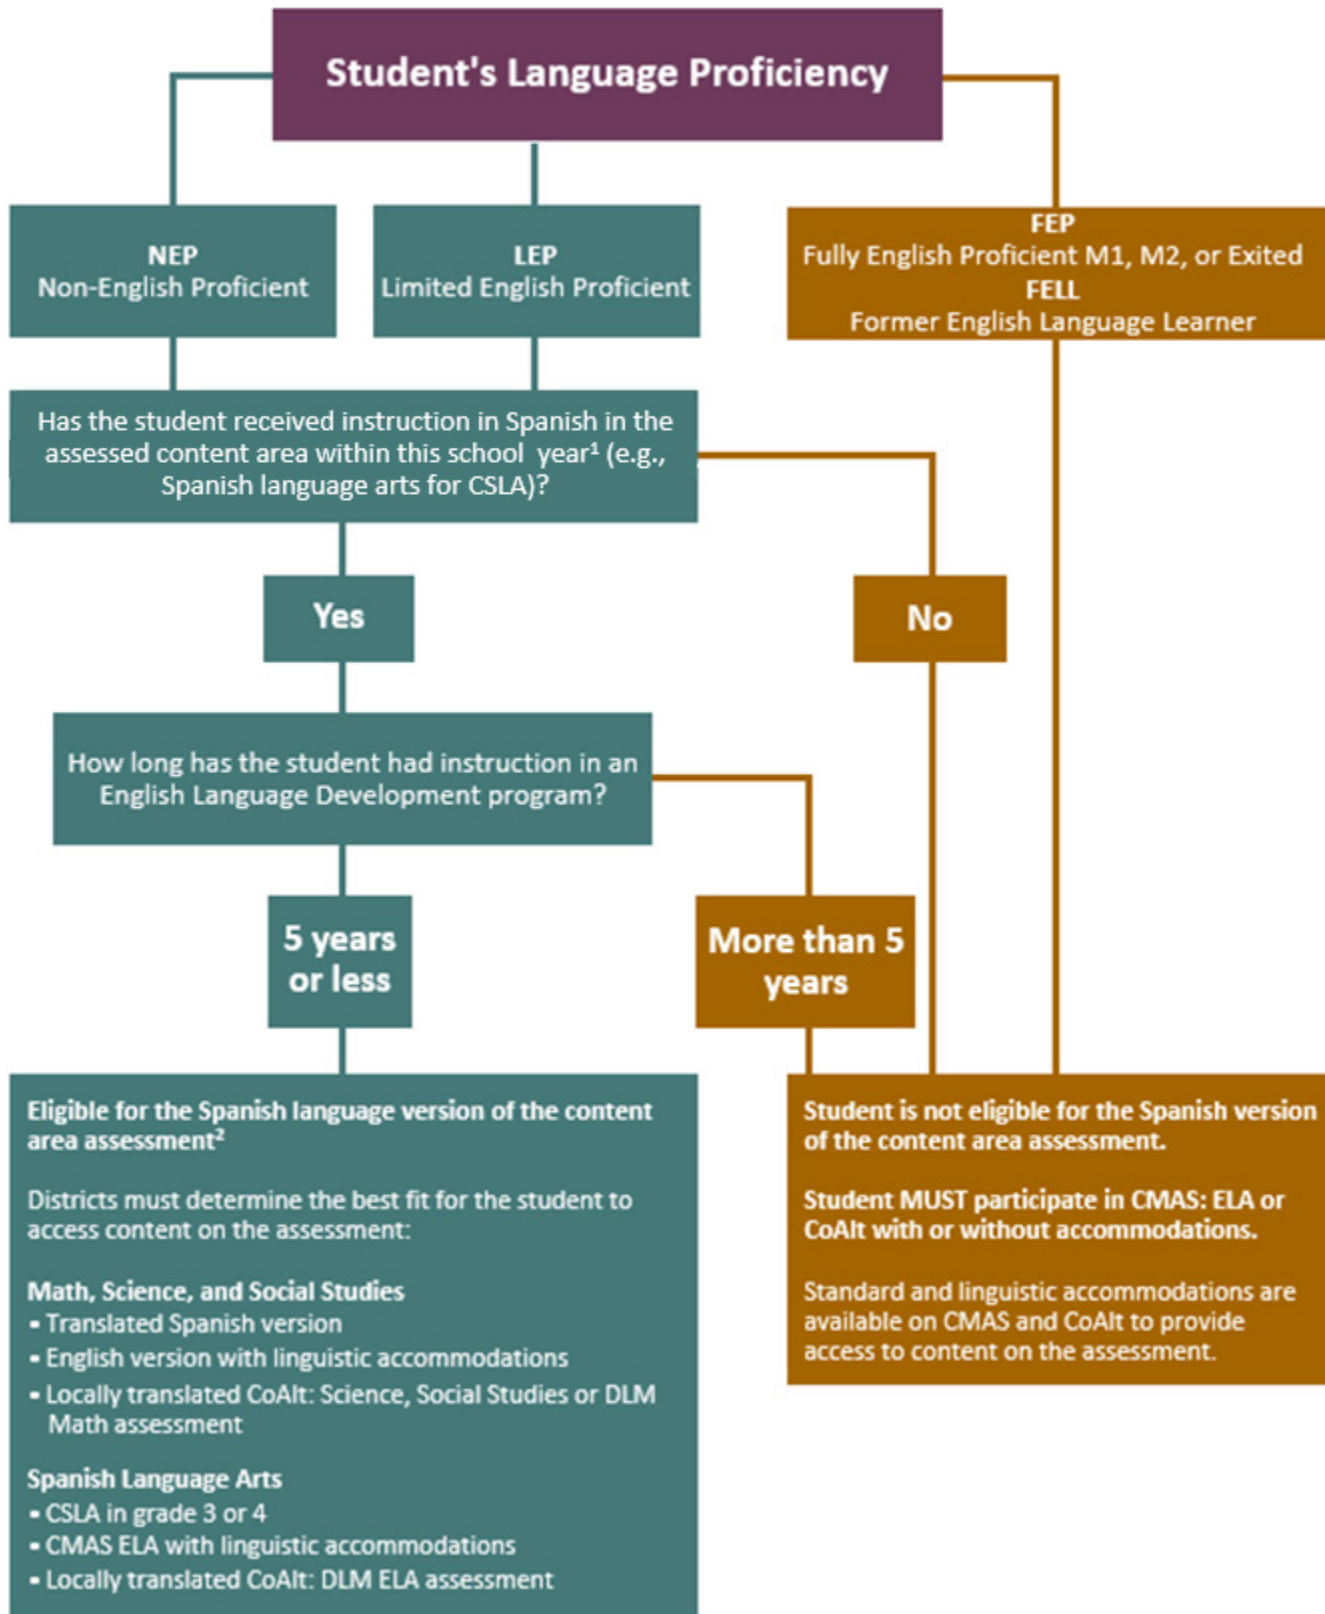 Student's Language Proficiency
NEP
Non-English Proficient
LEP
Limited English Proficient
FEP
Fully English Proficient M1, M2, or Exited
FELL
Former English Language Learner
Has the student received instruction in Spanish in the
assessed content area within this school year¹ (e.g.,
Spanish language arts for CSLA)?
Yes
No
How long has the student had instruction in an
English Language Development program?
5 years
or less
More than 5
years
Eligible for the Spanish language version of the content
area assessment²
Districts must determine the best fit for the student to
access content on the assessment:
Math, Science, and Social Studies
▪ Translated Spanish version
▪ English version with linguistic accommodations
▪ Locally translated CoAlt: Science, Social Studies or DLM
Math assessment
Spanish Language Arts
▪ CSLA in grade 3 or 4
▪ CMAS ELA with linguistic accommodations
▪ Locally translated CoAlt: DLM ELA assessment
Student is not eligible for the Spanish version
of the content area assessment.
Student MUST participate in CMAS: ELA or
CoAlt with or without accommodations.
Standard and linguistic accommodations are
available on CMAS and CoAlt to provide
access to content on the assessment.